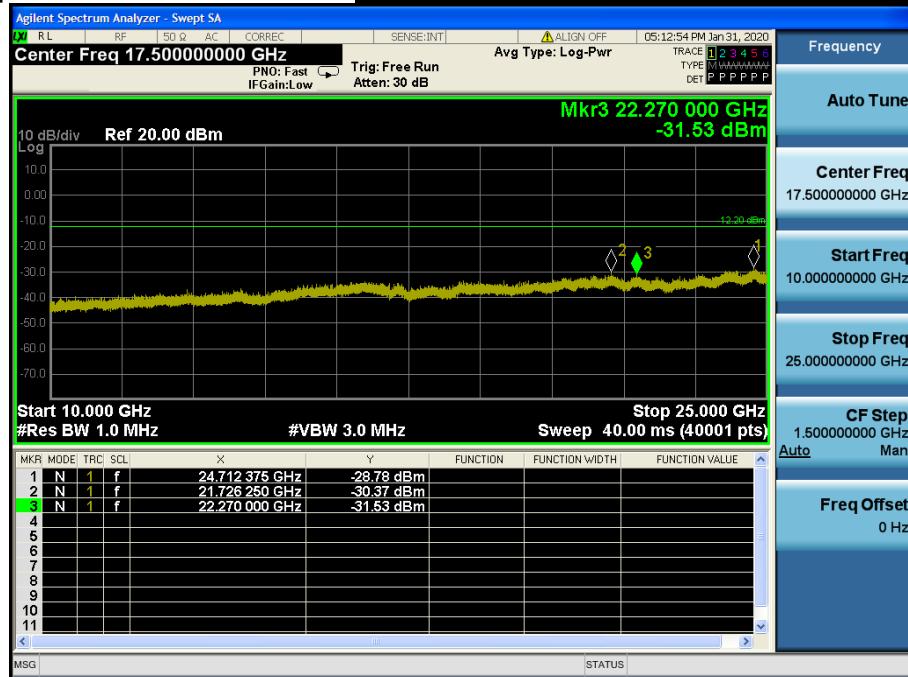 Agilent Spectrum Analyzer - Swept SA
LXI RL RF 50 Ω AC CORREC SENSE:INT ALIGN OFF 05:12:54 PM Jan 31, 2020
Center Freq 17.500000000 GHz
PNO: Fast
IFGain:Low
Trig: Free Run
Atten: 30 dB
Avg Type: Log-Pwr
TRACE 1 2 3 4 5 6
TYPE M
DET P P P P P P
Mkr3 22.270 000 GHz
-31.53 dBm
10 dB/div Ref 20.00 dBm
Log
10.0
0.00
-10.0
-12.20 dBm
-20.0
2 3 1
-30.0
-40.0
-50.0
-60.0
-70.0
Start 10.000 GHz Stop 25.000 GHz
#Res BW 1.0 MHz #VBW 3.0 MHz Sweep 40.00 ms (40001 pts)
MKR MODE TRC SCL X Y FUNCTION FUNCTION WIDTH FUNCTION VALUE
1 N 1 f 24.712 375 GHz -28.78 dBm
2 N 1 f 21.726 250 GHz -30.37 dBm
3 N 1 f 22.270 000 GHz -31.53 dBm
4
5
6
7
8
9
10
11
MSG STATUS
Frequency
Auto Tune
Center Freq
17.500000000 GHz
Start Freq
10.000000000 GHz
Stop Freq
25.000000000 GHz
CF Step
1.500000000 GHz
Auto Man
Freq Offset
0 Hz